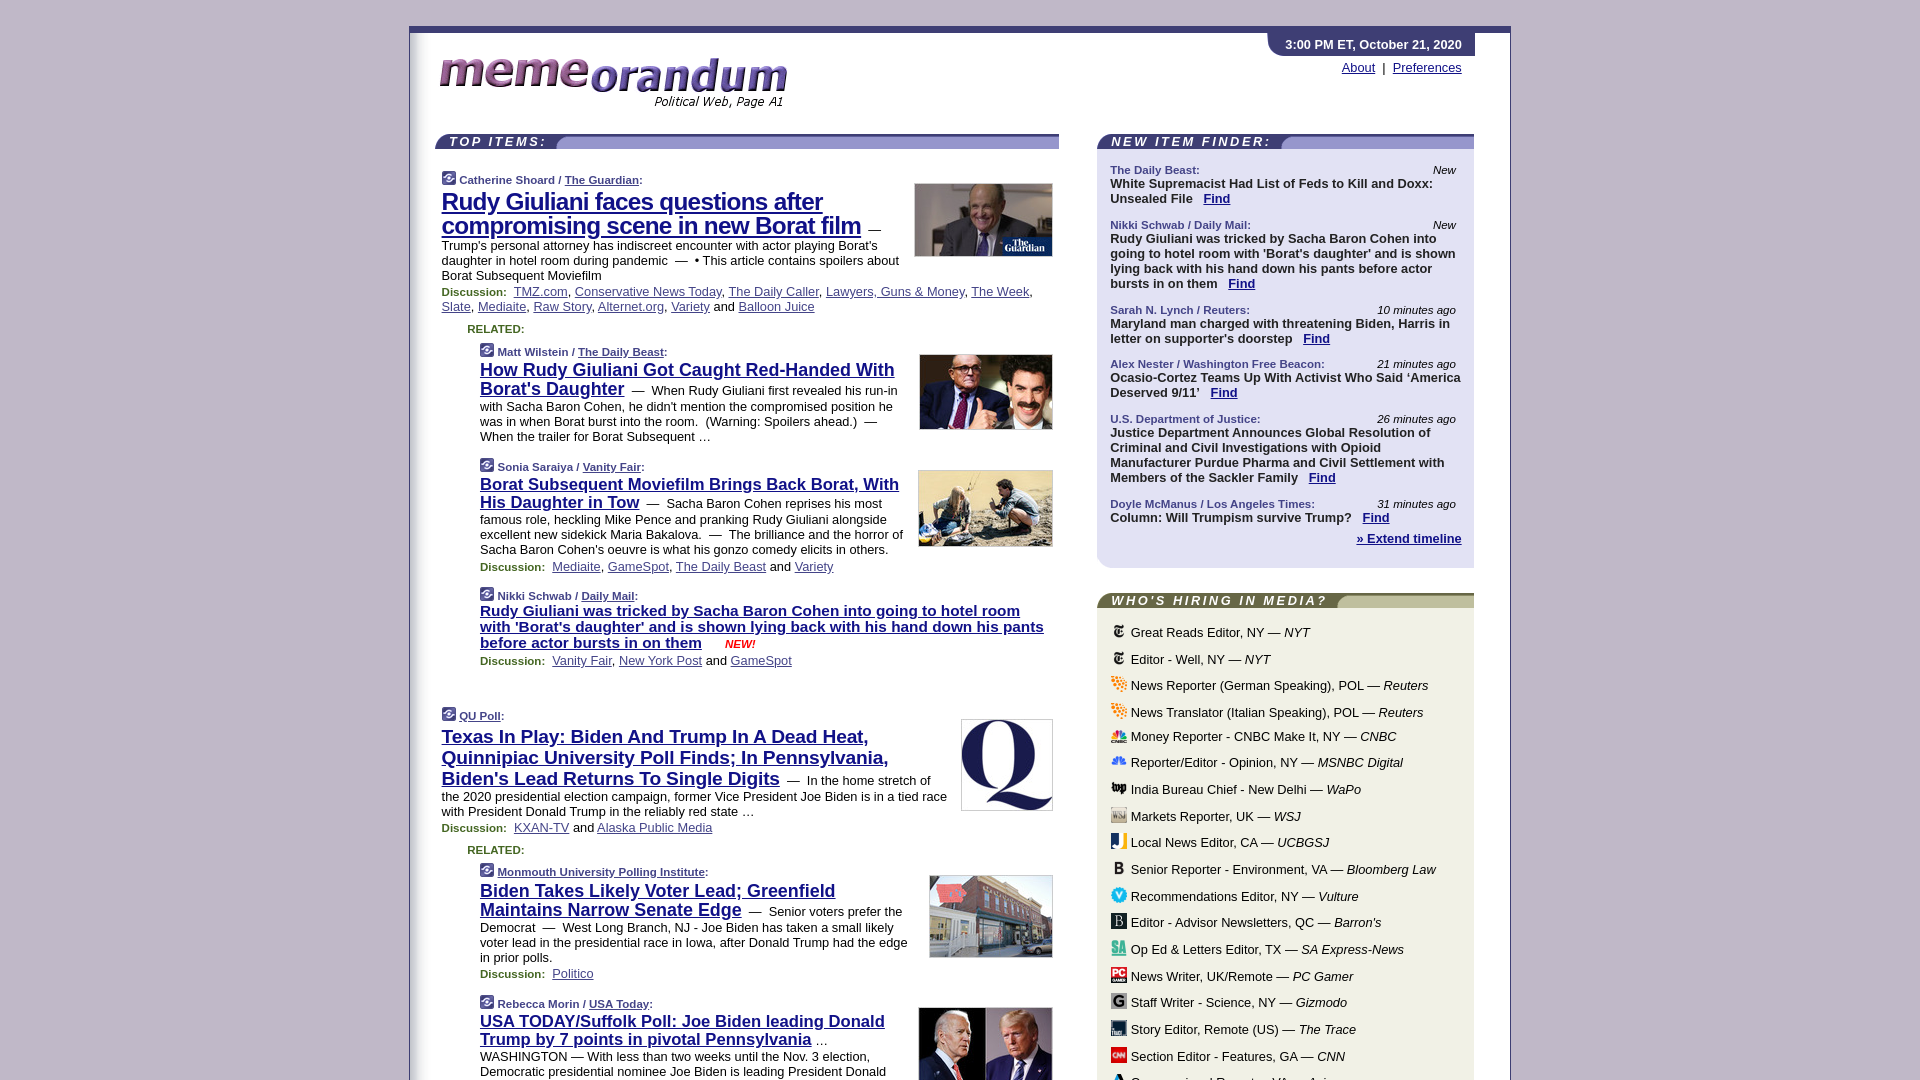 3:00 PM ET, October 21, 2020
About | Preferences
memeorandum
Political Web, Page A1
TOP ITEMS:
Catherine Shoard / The Guardian:
Rudy Giuliani faces questions after
compromising scene in new Borat film —
Trump's personal attorney has indiscreet encounter with actor playing Borat's
daughter in hotel room during pandemic — • This article contains spoilers about
Borat Subsequent Moviefilm
The Guardian
Discussion: TMZ.com, Conservative News Today, The Daily Caller, Lawyers, Guns & Money, The Week,
Slate, Mediaite, Raw Story, Alternet.org, Variety and Balloon Juice
RELATED:
Matt Wilstein / The Daily Beast:
How Rudy Giuliani Got Caught Red-Handed With
Borat's Daughter — When Rudy Giuliani first revealed his run-in
with Sacha Baron Cohen, he didn't mention the compromised position he
was in when Borat burst into the room. (Warning: Spoilers ahead.) —
When the trailer for Borat Subsequent …
Sonia Saraiya / Vanity Fair:
Borat Subsequent Moviefilm Brings Back Borat, With
His Daughter in Tow — Sacha Baron Cohen reprises his most
famous role, heckling Mike Pence and pranking Rudy Giuliani alongside
excellent new sidekick Maria Bakalova. — The brilliance and the horror of
Sacha Baron Cohen's oeuvre is what his gonzo comedy elicits in others.
Discussion: Mediaite, GameSpot, The Daily Beast and Variety
Nikki Schwab / Daily Mail:
Rudy Giuliani was tricked by Sacha Baron Cohen into going to hotel room
with 'Borat's daughter' and is shown lying back with his hand down his pants
before actor bursts in on them NEW!
Discussion: Vanity Fair, New York Post and GameSpot
QU Poll:
Texas In Play: Biden And Trump In A Dead Heat,
Quinnipiac University Poll Finds; In Pennsylvania,
Biden's Lead Returns To Single Digits — In the home stretch of
the 2020 presidential election campaign, former Vice President Joe Biden is in a tied race
with President Donald Trump in the reliably red state …
Q
Discussion: KXAN-TV and Alaska Public Media
RELATED:
Monmouth University Polling Institute:
Biden Takes Likely Voter Lead; Greenfield
Maintains Narrow Senate Edge — Senior voters prefer the
Democrat — West Long Branch, NJ - Joe Biden has taken a small likely
voter lead in the presidential race in Iowa, after Donald Trump had the edge
in prior polls.
Discussion: Politico
Rebecca Morin / USA Today:
USA TODAY/Suffolk Poll: Joe Biden leading Donald
Trump by 7 points in pivotal Pennsylvania …
WASHINGTON — With less than two weeks until the Nov. 3 election,
Democratic presidential nominee Joe Biden is leading President Donald
NEW ITEM FINDER:
The Daily Beast: New
White Supremacist Had List of Feds to Kill and Doxx:
Unsealed File Find
Nikki Schwab / Daily Mail: New
Rudy Giuliani was tricked by Sacha Baron Cohen into
going to hotel room with 'Borat's daughter' and is shown
lying back with his hand down his pants before actor
bursts in on them Find
Sarah N. Lynch / Reuters: 10 minutes ago
Maryland man charged with threatening Biden, Harris in
letter on supporter's doorstep Find
Alex Nester / Washington Free Beacon: 21 minutes ago
Ocasio-Cortez Teams Up With Activist Who Said ‘America
Deserved 9/11’ Find
U.S. Department of Justice: 26 minutes ago
Justice Department Announces Global Resolution of
Criminal and Civil Investigations with Opioid
Manufacturer Purdue Pharma and Civil Settlement with
Members of the Sackler Family Find
Doyle McManus / Los Angeles Times: 31 minutes ago
Column: Will Trumpism survive Trump? Find
» Extend timeline
WHO'S HIRING IN MEDIA?
Great Reads Editor, NY — NYT
Editor - Well, NY — NYT
News Reporter (German Speaking), POL — Reuters
News Translator (Italian Speaking), POL — Reuters
Money Reporter - CNBC Make It, NY — CNBC
Reporter/Editor - Opinion, NY — MSNBC Digital
India Bureau Chief - New Delhi — WaPo
Markets Reporter, UK — WSJ
Local News Editor, CA — UCBGSJ
Senior Reporter - Environment, VA — Bloomberg Law
Recommendations Editor, NY — Vulture
Editor - Advisor Newsletters, QC — Barron's
Op Ed & Letters Editor, TX — SA Express-News
News Writer, UK/Remote — PC Gamer
Staff Writer - Science, NY — Gizmodo
Story Editor, Remote (US) — The Trace
Section Editor - Features, GA — CNN